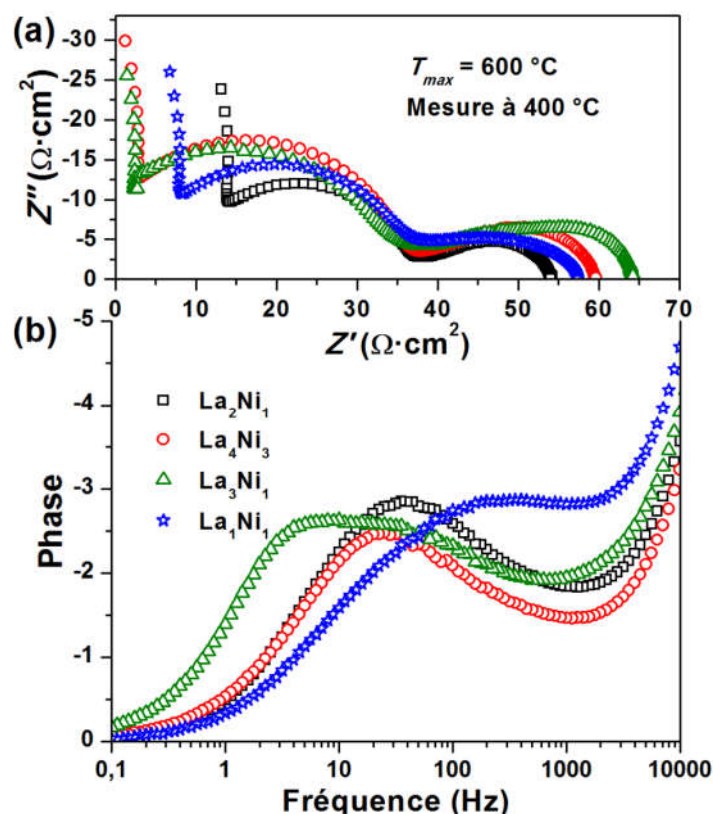 (a)
-30
-25
-20
-15
-10
-5
0
Z″ (Ω·cm²)
Tmax = 600 °C
Mesure à 400 °C
0 10 20 30 40 50 60 70
Z′ (Ω·cm²)
(b)
-5
-4
-3
-2
-1
0
Phase
La₂Ni₁
La₄Ni₃
La₃Ni₁
La₁Ni₁
0,1 1 10 100 1000 10000
Fréquence (Hz)